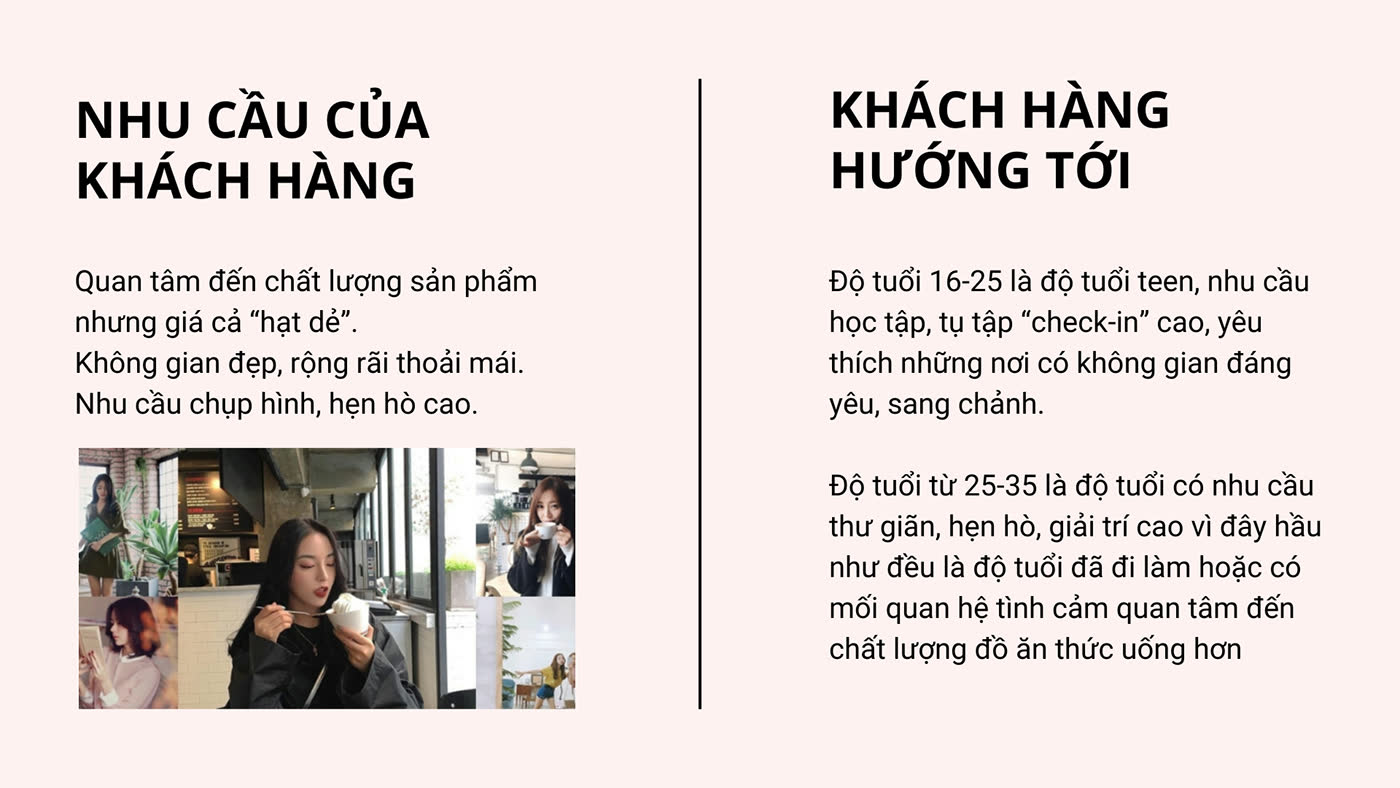 NHU CẦU CỦA
KHÁCH HÀNG
Quan tâm đến chất lượng sản phẩm
nhưng giá cả “hạt dẻ”.
Không gian đẹp, rộng rãi thoải mái.
Nhu cầu chụp hình, hẹn hò cao.
KHÁCH HÀNG
HƯỚNG TỚI
Độ tuổi 16-25 là độ tuổi teen, nhu cầu
học tập, tụ tập “check-in” cao, yêu
thích những nơi có không gian đáng
yêu, sang chảnh.
Độ tuổi từ 25-35 là độ tuổi có nhu cầu
thư giãn, hẹn hò, giải trí cao vì đây hầu
như đều là độ tuổi đã đi làm hoặc có
mối quan hệ tình cảm quan tâm đến
chất lượng đồ ăn thức uống hơn